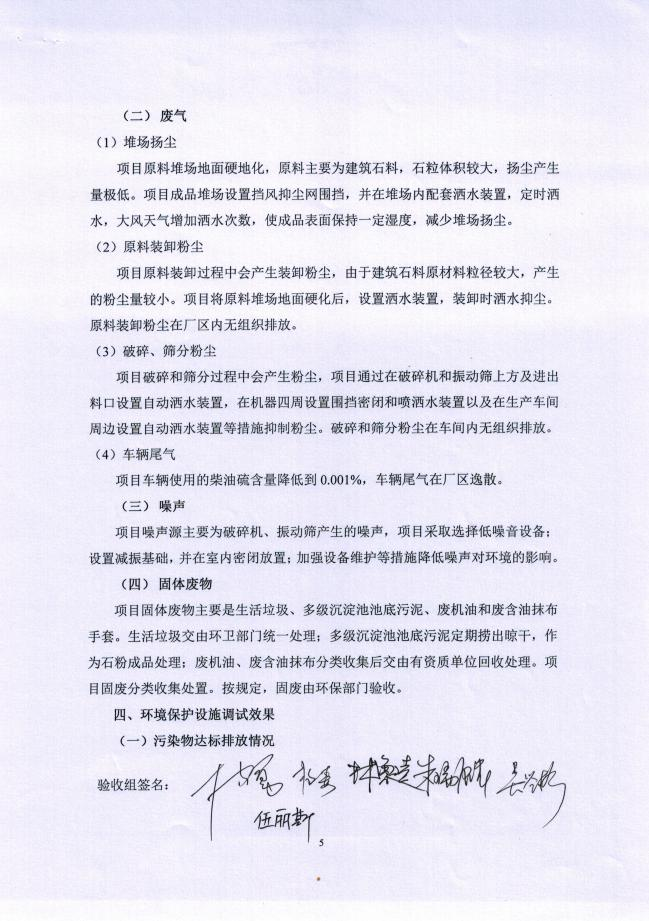 （二） 废气
（1）堆场扬尘
项目原料堆场地面硬地化，原料主要为建筑石料，石粒体积较大，扬尘产生
量极低。项目成品堆场设置挡风抑尘网围挡，并在堆场内配套洒水装置，定时洒
水，大风天气增加洒水次数，使成品表面保持一定湿度，减少堆场扬尘。
（2）原料装卸粉尘
项目原料装卸过程中会产生装卸粉尘，由于建筑石料原材料粒径较大，产生
的粉尘量较小。项目将原料堆场地面硬化后，设置洒水装置，装卸时洒水抑尘。
原料装卸粉尘在厂区内无组织排放。
（3）破碎、筛分粉尘
项目破碎和筛分过程中会产生粉尘，项目通过在破碎机和振动筛上方及进出
料口设置自动洒水装置，在机器四周设置围挡密闭和喷洒水装置以及在生产车间
周边设置自动洒水装置等措施抑制粉尘。破碎和筛分粉尘在车间内无组织排放。
（4）车辆尾气
项目车辆使用的柴油硫含量降低到 0.001%，车辆尾气在厂区逸散。
（三） 噪声
项目噪声源主要为破碎机、振动筛产生的噪声，项目采取选择低噪音设备；
设置减振基础，并在室内密闭放置；加强设备维护等措施降低噪声对环境的影响。
（四） 固体废物
项目固体废物主要是生活垃圾、多级沉淀池池底污泥、废机油和废含油抹布
手套。生活垃圾交由环卫部门统一处理；多级沉淀池池底污泥定期捞出晾干，作
为石粉成品处理；废机油、废含油抹布分类收集后交由有资质单位回收处理。项
目固废分类收集处置。按规定，固废由环保部门验收。
四、环境保护设施调试效果
（一）污染物达标排放情况
验收组签名：
伍丽斯
5